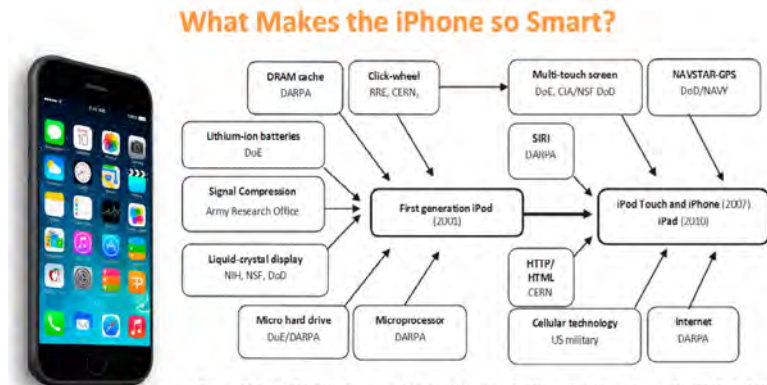 What Makes the iPhone so Smart?
DRAM cache
DARPA
Click-wheel
RRE, CERN,
Multi-touch screen
DoE, CIA/NSF DoD
NAVSTAR-GPS
DoD/NAVY
Lithium-ion batteries
DoE
SIRI
DARPA
Signal Compression
Army Research Office
First generation iPod
(2001)
iPod Touch and iPhone (2007)
iPad (2010)
Liquid-crystal display
NIH, NSF, DoD
HTTP/
HTML
CERN
Micro hard drive
DoE/DARPA
Microprocessor
DARPA
Cellular technology
US military
Internet
DARPA